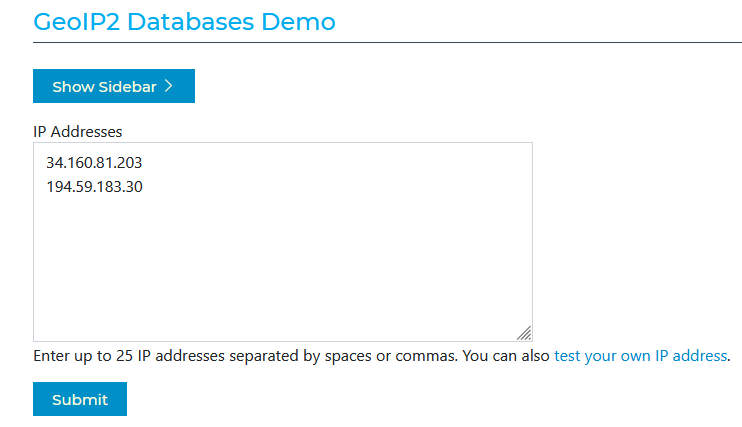 GeoIP2 Databases Demo
Show Sidebar >
IP Addresses
34.160.81.203
194.59.183.30
Enter up to 25 IP addresses separated by spaces or commas. You can also test your own IP address.
Submit